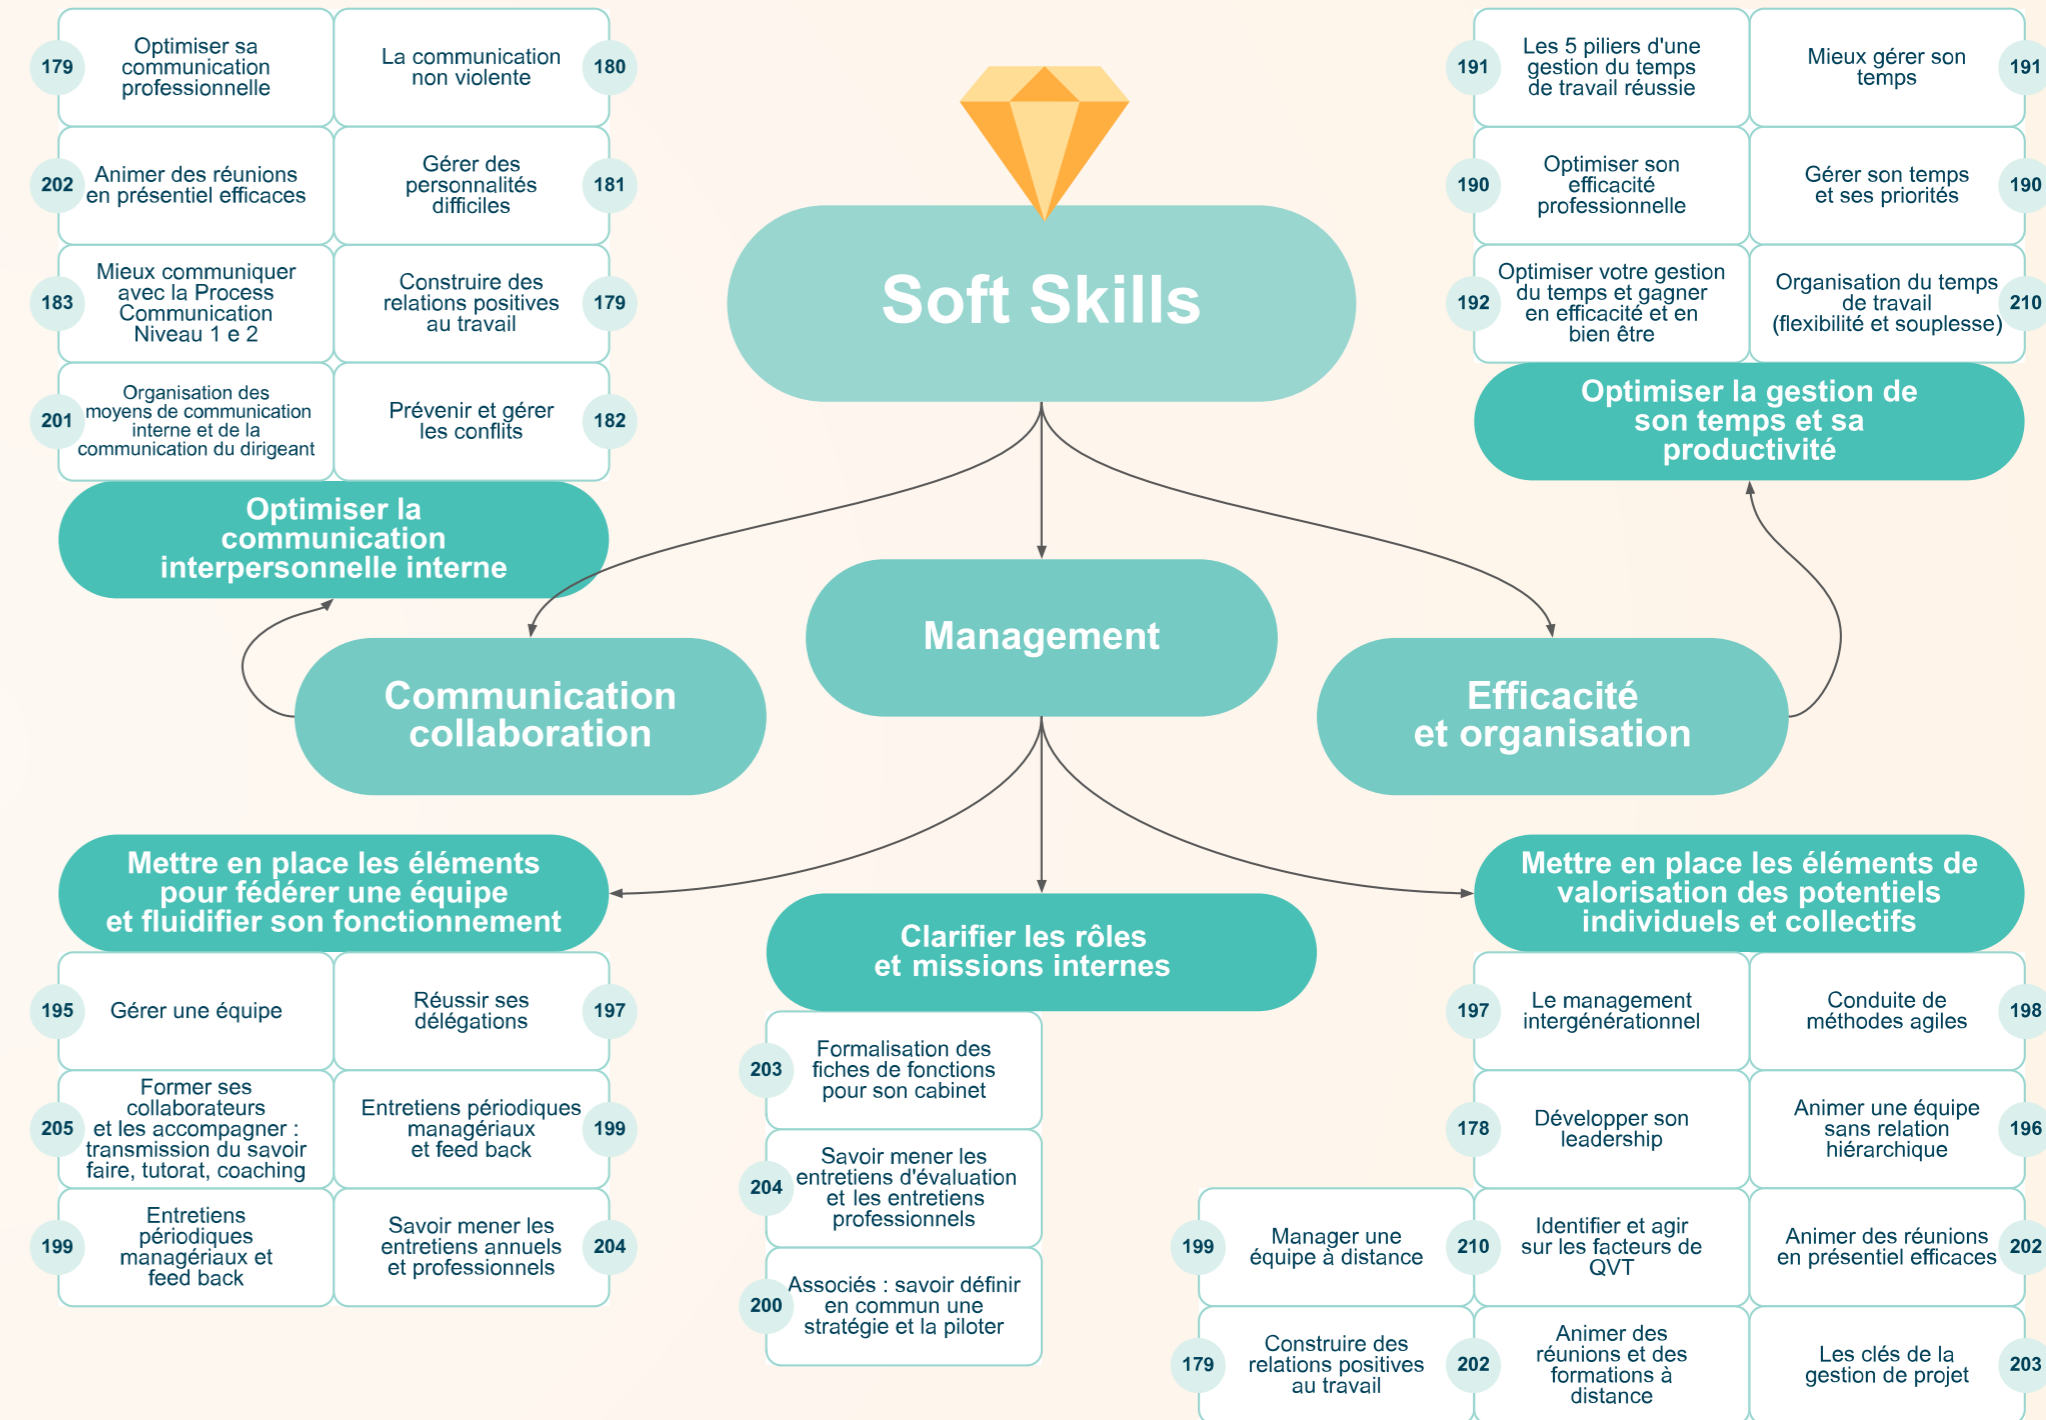 179
Optimiser sa
communication
professionnelle
La communication
non violente
180
202
Animer des réunions
en présentiel efficaces
Gérer des
personnalités
difficiles
181
183
Mieux communiquer
avec la Process
Communication
Niveau 1 e 2
Construire des
relations positives
au travail
179
201
Organisation des
moyens de communication
interne et de la
communication du dirigeant
Prévenir et gérer
les conflits
182
Optimiser la
communication
interpersonnelle interne
Soft Skills
191
Les 5 piliers d'une
gestion du temps
de travail réussie
Mieux gérer son
temps
191
190
Optimiser son
efficacité
professionnelle
Gérer son temps
et ses priorités
190
192
Optimiser votre gestion
du temps et gagner
en efficacité et en
bien être
Organisation du temps
de travail
(flexibilité et souplesse)
210
Optimiser la gestion de
son temps et sa
productivité
Communication
collaboration
Management
Efficacité
et organisation
Mettre en place les éléments
pour fédérer une équipe
et fluidifier son fonctionnement
195
Gérer une équipe
Réussir ses
délégations
197
205
Former ses
collaborateurs
et les accompagner :
transmission du savoir
faire, tutorat, coaching
Entretiens périodiques
managériaux
et feed back
199
199
Entretiens
périodiques
managériaux et
feed back
Savoir mener les
entretiens annuels
et professionnels
204
Clarifier les rôles
et missions internes
203
Formalisation des
fiches de fonctions
pour son cabinet
204
Savoir mener les
entretiens d'évaluation
et les entretiens
professionnels
200
Associés : savoir définir
en commun une
stratégie et la piloter
Mettre en place les éléments de
valorisation des potentiels
individuels et collectifs
197
Le management
intergénérationnel
Conduite de
méthodes agiles
198
178
Développer son
leadership
Animer une équipe
sans relation
hiérarchique
196
199
Manager une
équipe à distance
210
Identifier et agir
sur les facteurs de
QVT
Animer des réunions
en présentiel efficaces
202
179
Construire des
relations positives
au travail
202
Animer des
réunions et des
formations à
distance
Les clés de la
gestion de projet
203